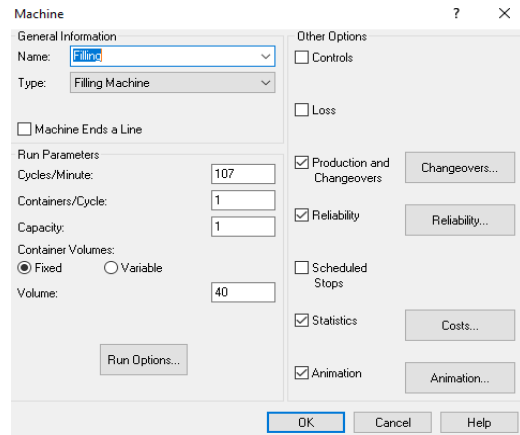 Machine
?
General Information
Name: Filling
Type: Filling Machine
Machine Ends a Line
Run Parameters
Cycles/Minute: 107
Containers/Cycle: 1
Capacity: 1
Container Volumes:
Fixed Variable
Volume: 40
Run Options...
Other Options
Controls
Loss
Production and
Changeovers
Changeovers...
Reliability
Reliability...
Scheduled
Stops
Statistics
Costs...
Animation
Animation...
OK Cancel Help